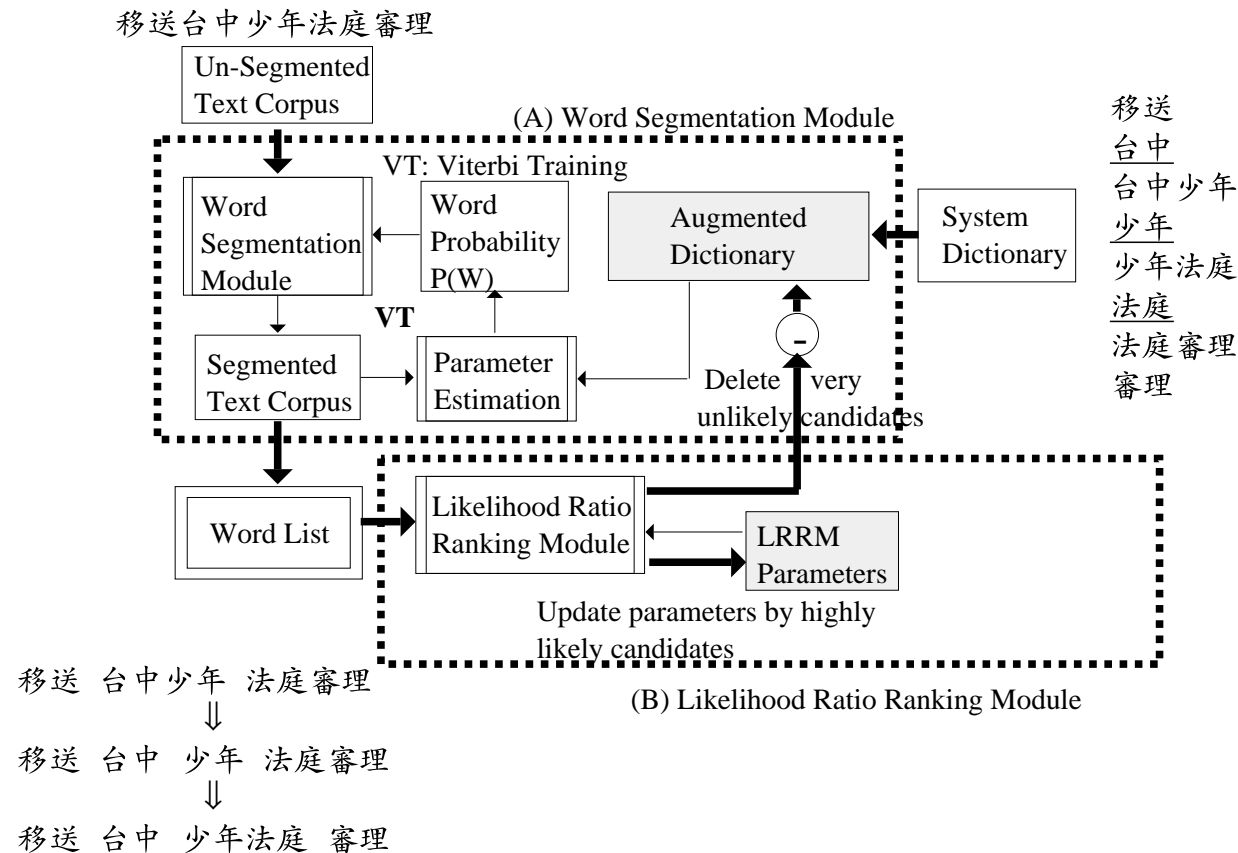 移送台中少年法庭審理
Un-Segmented
Text Corpus
(A) Word Segmentation Module
VT: Viterbi Training
Word
Segmentation
Module
Word
Probability
P(W)
Augmented
Dictionary
System
Dictionary
移送
台中
台中少年
少年
少年法庭
法庭
法庭審理
審理
VT
Segmented
Text Corpus
Parameter
Estimation
-
Delete very
unlikely candidates
Word List
Likelihood Ratio
Ranking Module
LRRM
Parameters
Update parameters by highly
likely candidates
(B) Likelihood Ratio Ranking Module
移送 台中少年 法庭審理
⇓
移送 台中 少年 法庭審理
⇓
移送 台中 少年法庭 審理